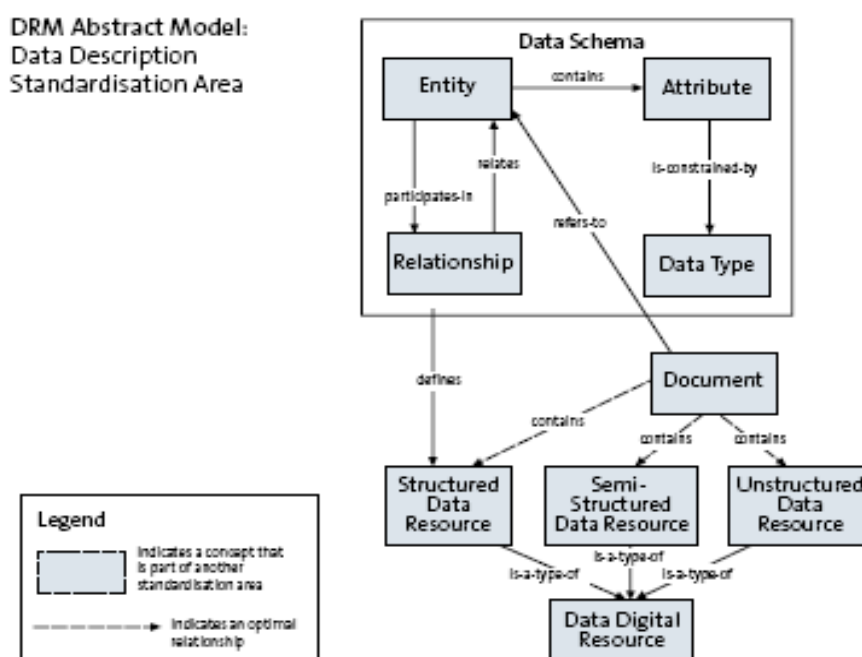 DRM Abstract Model:
Data Description
Standardisation Area
Data Schema
Entity
contains
Attribute
relates
is-constrained-by
participates-in
refers-to
Relationship
Data Type
defines
Document
contains
contains
contains
Structured
Data
Resource
Semi-
Structured
Data Resource
Unstructured
Data
Resource
is-a-type-of
is-a-type-of
is-a-type-of
Data Digital
Resource
Legend
Indicates a concept that
is part of another
standardisation area
Indicates an optimal
relationship